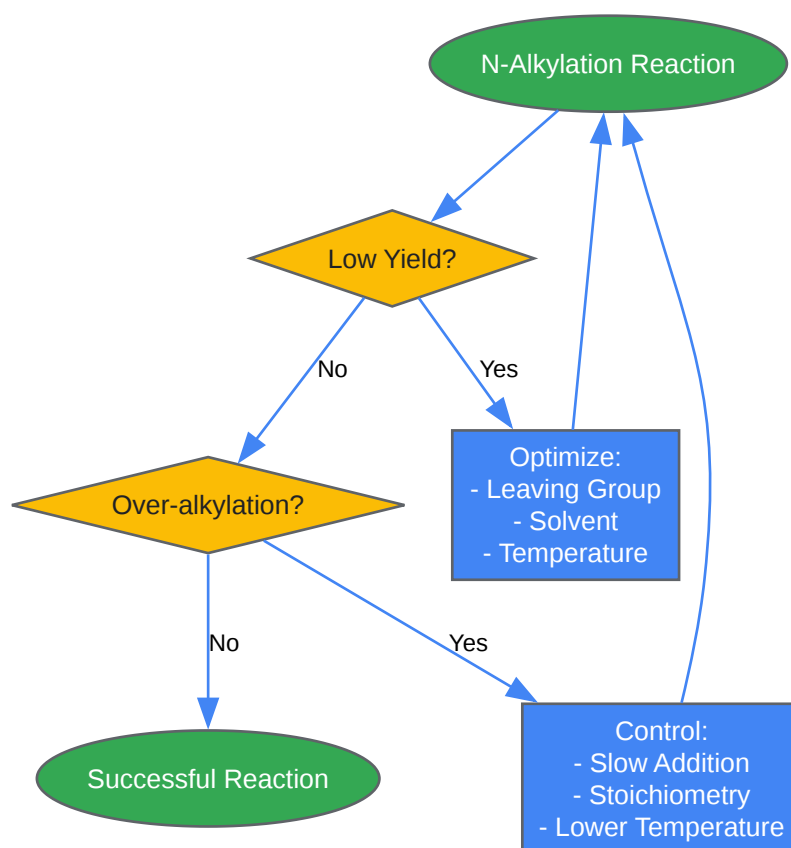 N-Alkylation Reaction
Low Yield?
No
Yes
Optimize:
- Leaving Group
- Solvent
- Temperature
Over-alkylation?
No
Yes
Successful Reaction
Control:
- Slow Addition
- Stoichiometry
- Lower Temperature